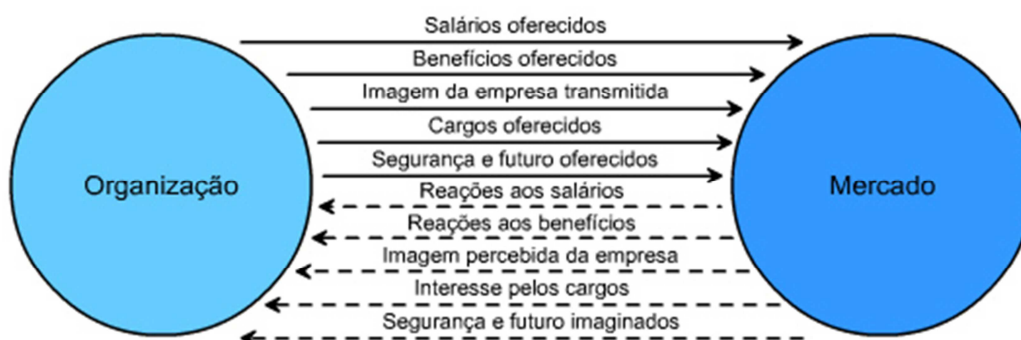 Salários oferecidos
Benefícios oferecidos
Imagem da empresa transmitida
Cargos oferecidos
Segurança e futuro oferecidos
Organização
Mercado
Reações aos salários
Reações aos benefícios
Imagem percebida da empresa
Interesse pelos cargos
Segurança e futuro imaginados